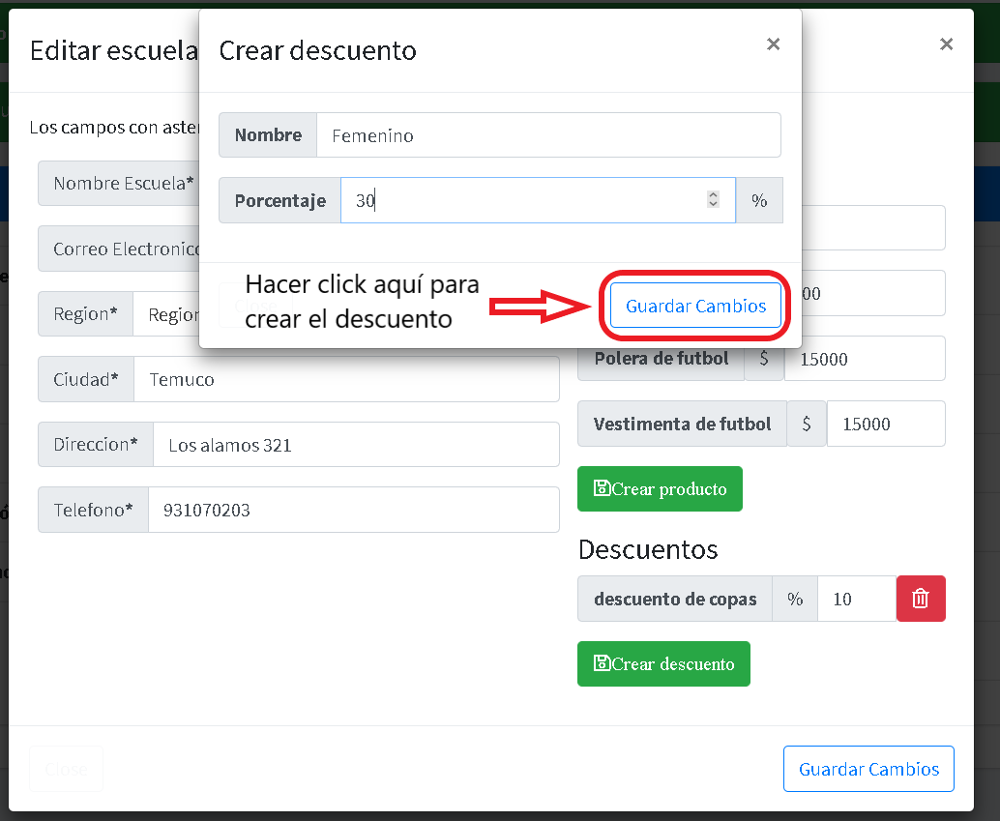 Editar escuela
×
Crear descuento
×
Nombre
Femenino
Porcentaje
30
%
Close
Guardar Cambios
Hacer click aquí para
crear el descuento
Los campos con aster
Nombre Escuela*
Correo Electronico
Region*
Region
Ciudad*
Temuco
Direccion*
Los alamos 321
Telefono*
931070203
00
Polera de futbol $ 15000
Vestimenta de futbol $ 15000
Crear producto
Descuentos
descuento de copas % 10
Crear descuento
Close
Guardar Cambios